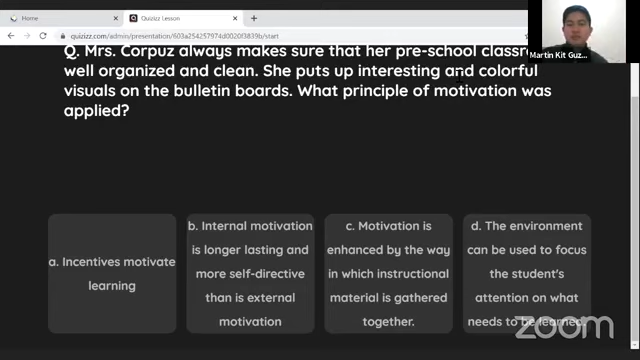 Home
Quizizz Lesson
quizizz.com/admin/presentation/603a254257974d0020f3839b/start
Q. Mrs. Corpuz always makes sure that her pre-school
well organized and clean. She puts up interesting and colorful
visuals on the bulletin boards. What principle of motivation was
applied?
Martin Kit Guz...
a. Incentives motivate
learning
b. Internal motivation
is longer lasting and
more self-directive
than is external
motivation
c. Motivation is
enhanced by the way
in which instructional
material is gathered
together.
d. The environment
can be used to focus
the student's
attention on what
needs to be learned.
zoom